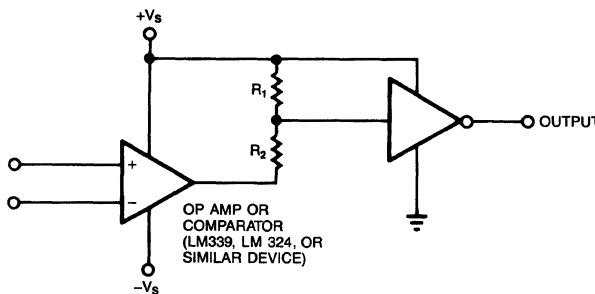 +Vs
R1
R2
+
−
OUTPUT
OP AMP OR
COMPARATOR
(LM339, LM 324, OR
SIMILAR DEVICE)
−Vs